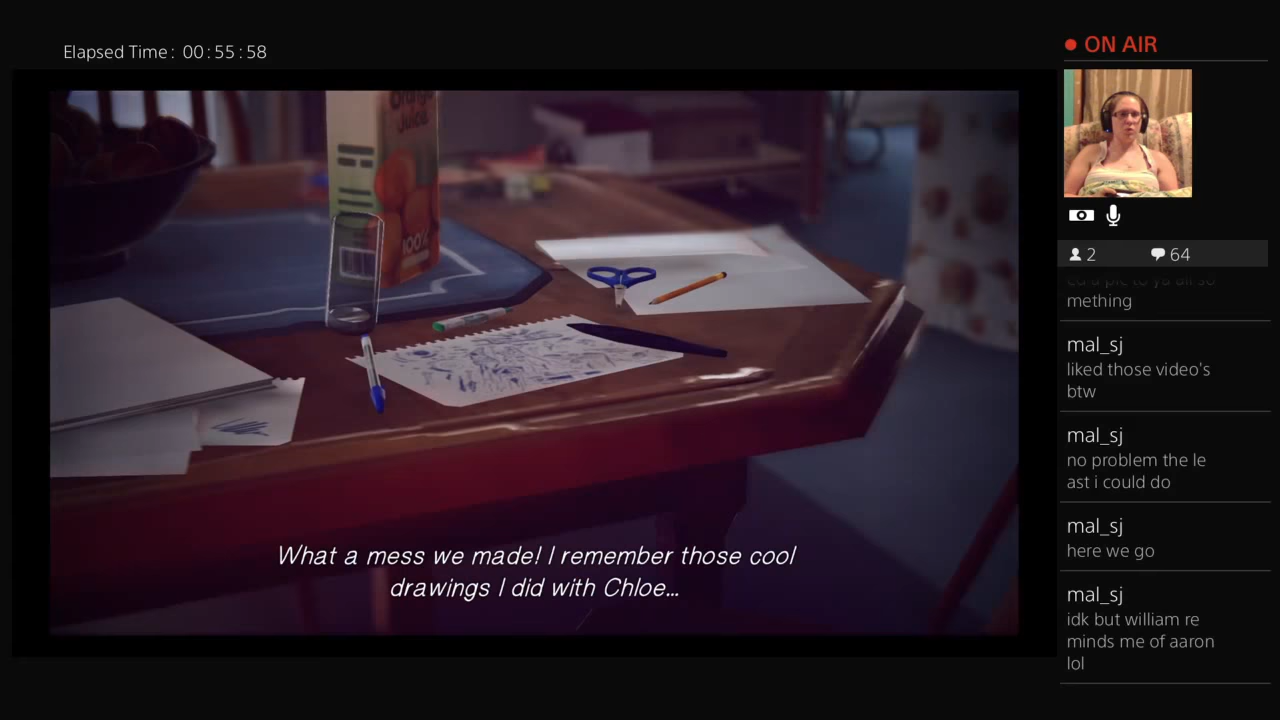 Elapsed Time: 00:55:58
ON AIR
Orange
Juice
100%
2
64
mething
mal_sj
liked those video's
btw
mal_sj
no problem the le
ast i could do
mal_sj
here we go
mal_sj
idk but william re
minds me of aaron
lol
What a mess we made! I remember those cool
drawings I did with Chloe...